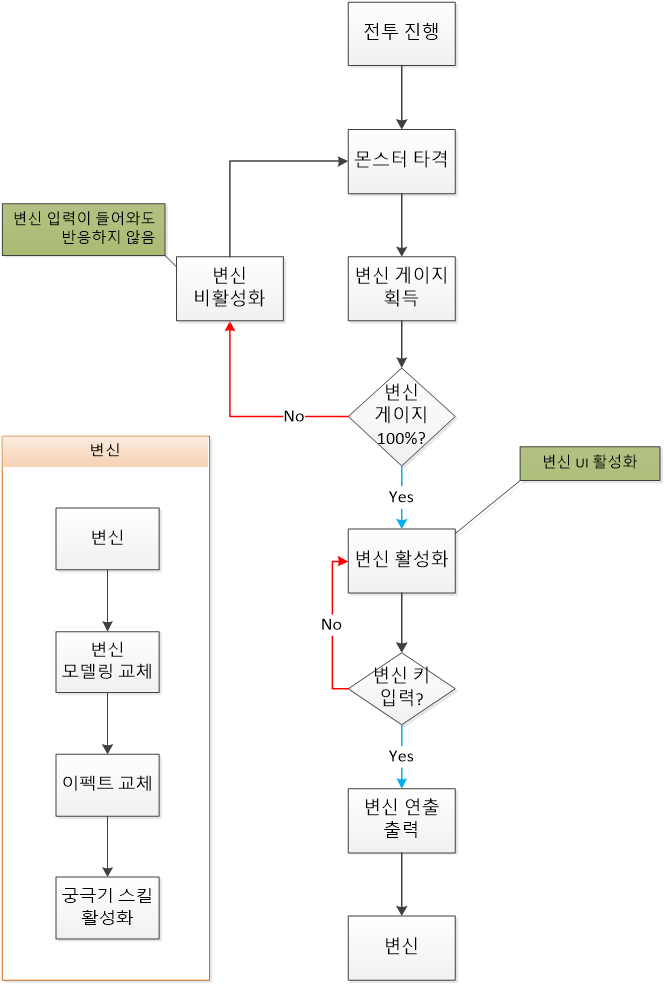 전투 진행
몬스터 타격
변신 입력이 들어와도
반응하지 않음
변신
비활성화
변신 게이지
획득
변신
게이지
100%?
No
Yes
변신 UI 활성화
변신 활성화
No
변신 키
입력?
Yes
변신 연출
출력
변신
변신
변신
변신
모델링 교체
이펙트 교체
궁극기 스킬
활성화